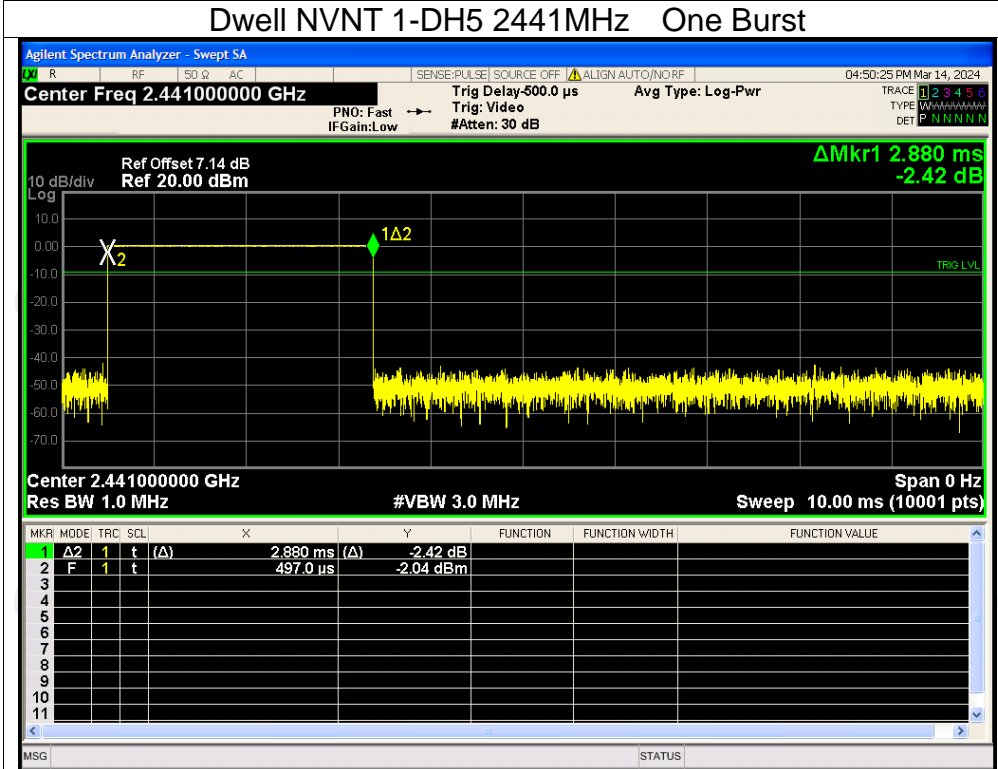 Dwell NVNT 1-DH5 2441MHz One Burst
Agilent Spectrum Analyzer - Swept SA
LXI R RF 50 Ω AC SENSE:PULSE SOURCE OFF ALIGN AUTO/NO RF 04:50:25 PM Mar 14, 2024
Center Freq 2.441000000 GHz Trig Delay-500.0 µs Avg Type: Log-Pwr TRACE 1 2 3 4 5 6
PNO: Fast Trig: Video TYPE WWWWWW
IFGain:Low #Atten: 30 dB DET P N N N N N
ΔMkr1 2.880 ms
-2.42 dB
Ref Offset 7.14 dB
10 dB/div Ref 20.00 dBm
Log
10.0
1Δ2
0.00
2
TRIG LVL
-10.0
-20.0
-30.0
-40.0
-50.0
-60.0
-70.0
Center 2.441000000 GHz Span 0 Hz
Res BW 1.0 MHz #VBW 3.0 MHz Sweep 10.00 ms (10001 pts)
MKR MODE TRC SCL X Y FUNCTION FUNCTION WIDTH FUNCTION VALUE
1 Δ2 1 t (Δ) 2.880 ms (Δ) -2.42 dB
2 F 1 t 497.0 µs -2.04 dBm
3
4
5
6
7
8
9
10
11
MSG STATUS